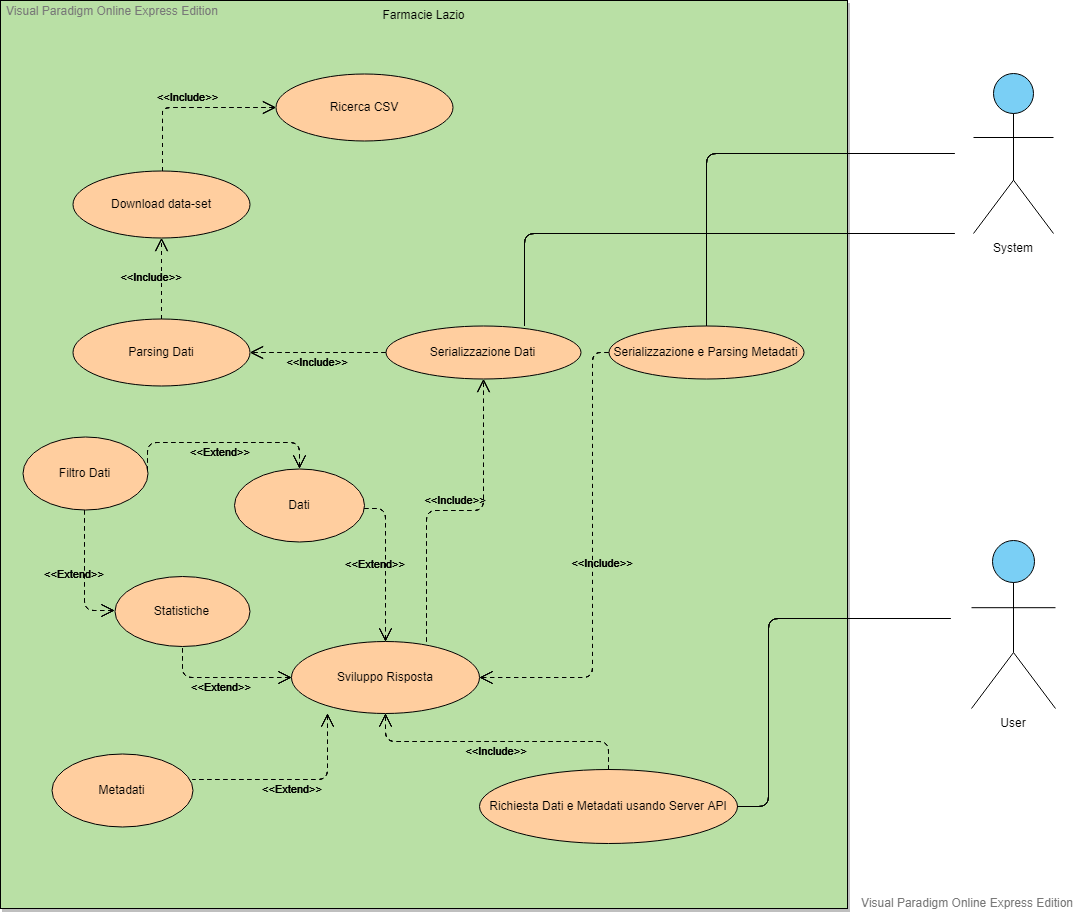 Visual Paradigm Online Express Edition
Farmacie Lazio
<<Include>>
Ricerca CSV
Download data-set
System
<<Include>>
Parsing Dati
<<Include>>
Serializzazione Dati
Serializzazione e Parsing Metadati
<<Extend>>
Filtro Dati
Dati
<<Include>>
<<Extend>>
<<Include>>
<<Extend>>
Statistiche
Sviluppo Risposta
<<Extend>>
User
<<Include>>
Metadati
<<Extend>>
Richiesta Dati e Metadati usando Server API
Visual Paradigm Online Express Edition